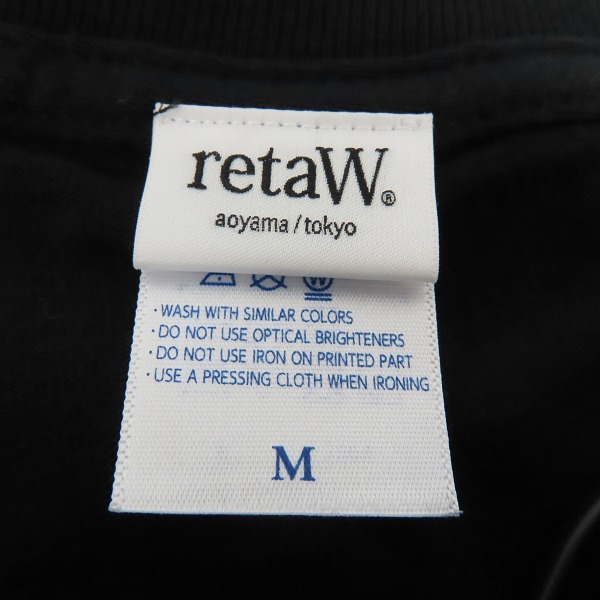 retaW.®
aoyama/tokyo
W
・WASH WITH SIMILAR COLORS
・DO NOT USE OPTICAL BRIGHTENERS
・DO NOT USE IRON ON PRINTED PART
・USE A PRESSING CLOTH WHEN IRONING
M